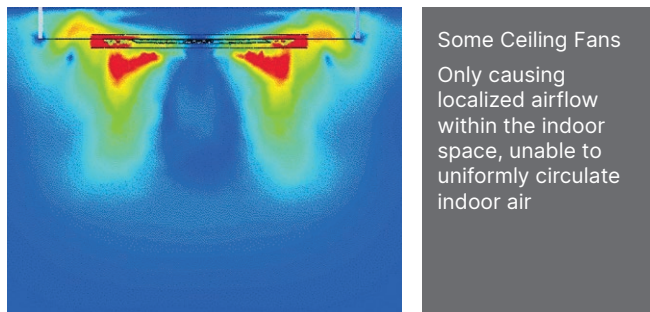 Some Ceiling Fans
Only causing
localized airflow
within the indoor
space, unable to
uniformly circulate
indoor air